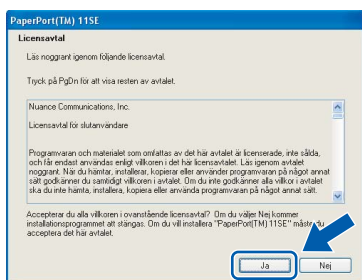 PaperPort(TM) 11SE
Licensavtal
Läs noggrant igenom följande licensavtal.
Tryck på PgDn för att visa resten av avtalet.
Nuance Communications, Inc.
Licensavtal för slutanvändare
Programvaran och materialet som omfattas av det här avtalet är licenserade, inte sålda,
och får endast användas enligt villkoren i det här licensavtalet. Läs igenom avtalet
noggrant. När du hämtar, installerar, kopierar eller använder programvaran på något annat
sätt godkänner du samtidigt villkoren i avtalet. Om du inte godkänner alla villkor i avtalet
ska du inte hämta, installera, kopiera eller använda programvaran på något annat sätt.
Accepterar du alla villkoren i ovanstående licensavtal? Om du väljer Nej kommer
installationsprogrammet att stängas. Om du vill installera "PaperPort(TM) 11SE" måste du
acceptera det här avtalet.
Ja
Nej